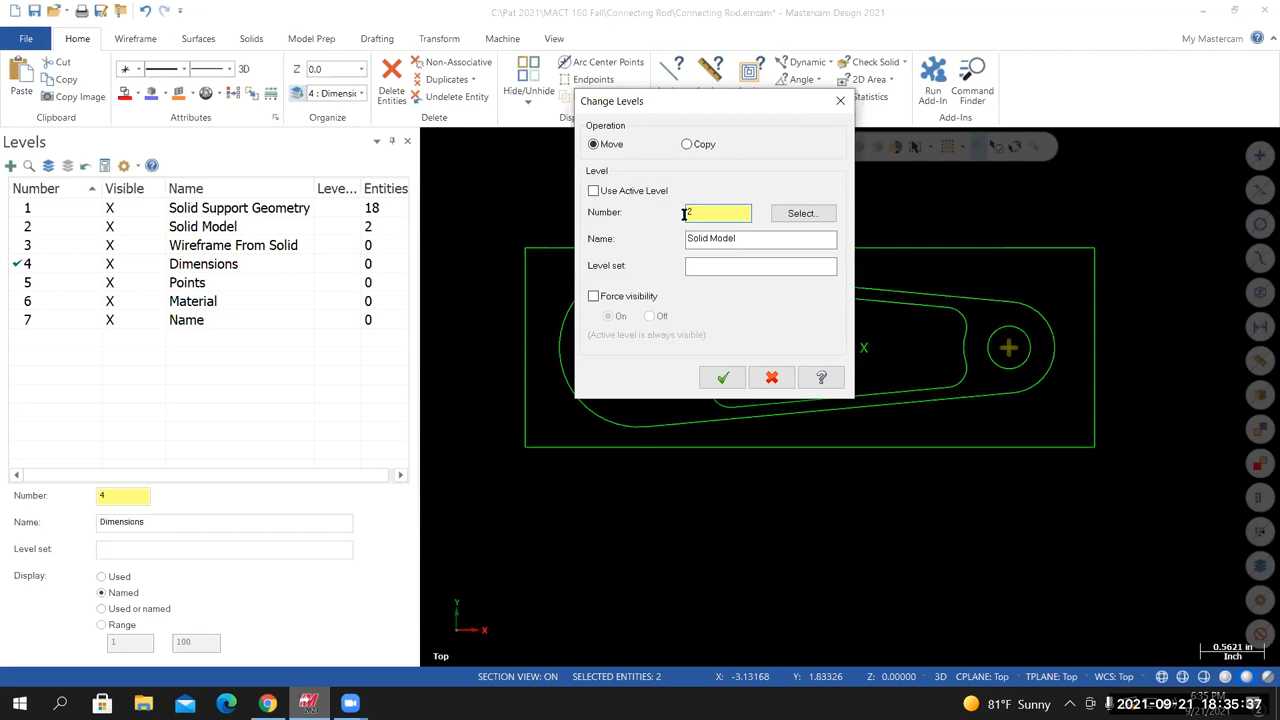 C:\Pat 2021\MACT 160 Fall\Connecting Rod\Connecting Rod.emcam* - Mastercam Design 2021
File Home Wireframe Surfaces Solids Model Prep Drafting Transform Machine View My Mastercam
Paste
Cut
Copy
Copy Image
Clipboard
3D
Attributes
Z 0.0
4 : Dimensic
Organize
Delete Entities
Non-Associative
Duplicates
Undelete Entity
Delete
Hide/Unhide
Arc Center Points
Endpoints
Dynamic
Angle
Check Solid
2D Area
Statistics
Run Add-In
Command Finder
Add-Ins
Levels
Number Visible Name Leve... Entities
1 X Solid Support Geometry 18
2 X Solid Model 2
3 X Wireframe From Solid 0
4 X Dimensions 0
5 X Points 0
6 X Material 0
7 X Name 0
Number: 4
Name: Dimensions
Level set:
Display: Used
Named
Used or named
Range
1 100
Change Levels
Operation
Move Copy
Level
Use Active Level
Number: 2 Select...
Name: Solid Model
Level set:
Force visibility
On Off
(Active level is always visible)
X
Y
X
Top
0.5621 in
Inch
SECTION VIEW: ON SELECTED ENTITIES: 2 X: -3.13168 Y: 1.83326 Z: 0.00000 3D CPLANE: Top TPLANE: Top WCS: Top
81°F Sunny
6:35 PM
2021-09-21 18:35:37
9/21/2021